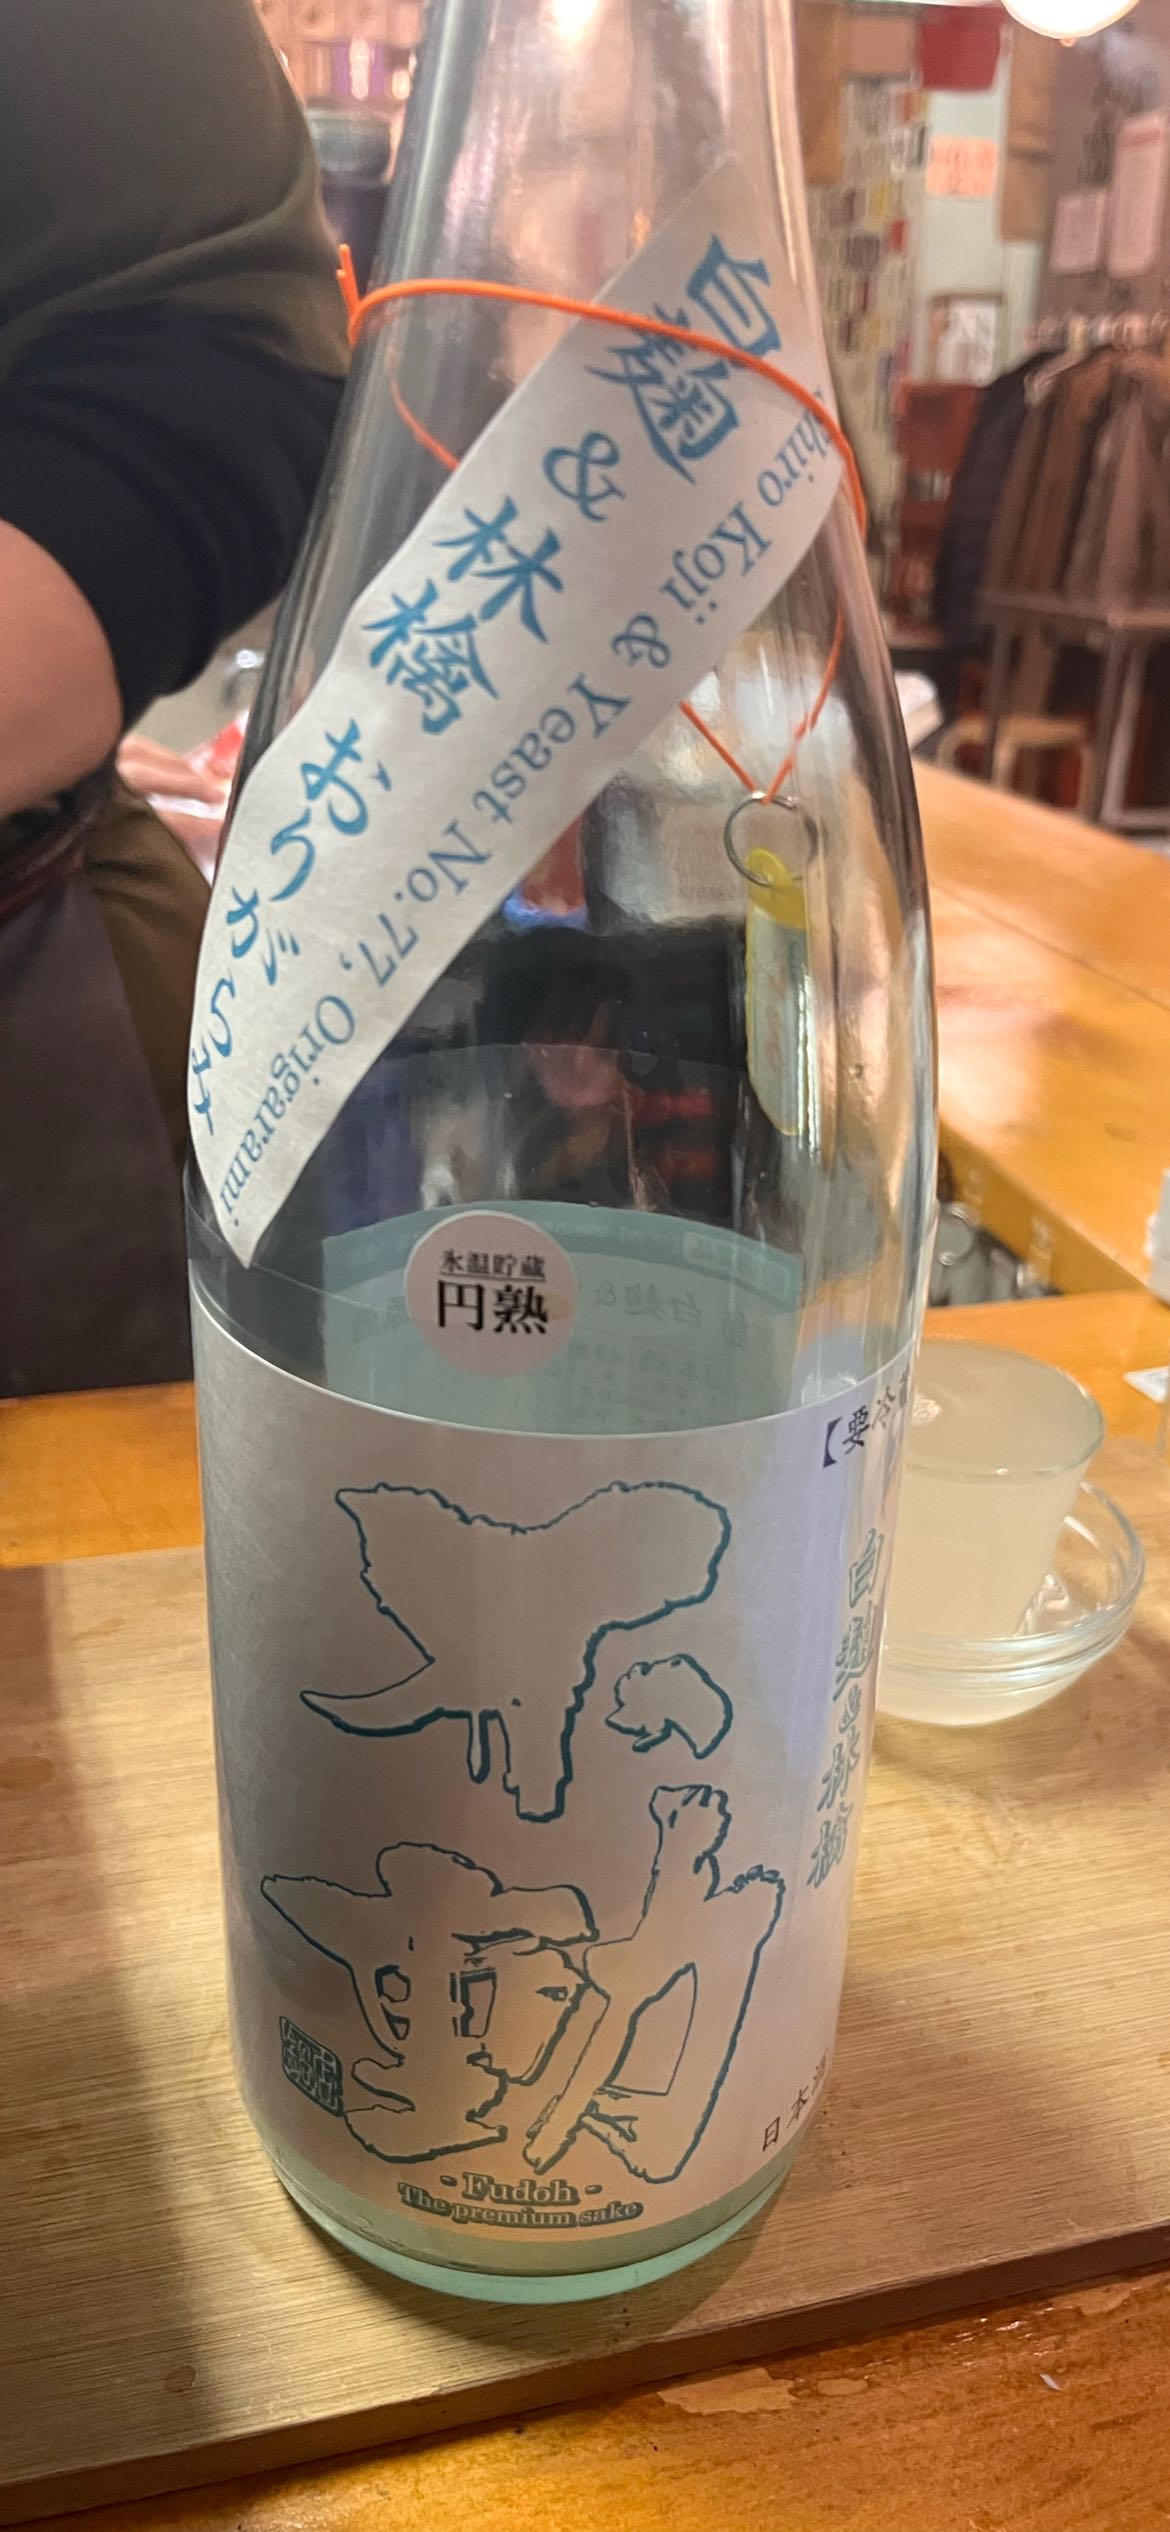 白麹&林檎 おりがらみ
Shiro Koji & Yeast No.77, Origarami
氷温貯蔵
円熟
【要冷蔵
白麹&林檎
不動
日本酒
- Fudoh -
The premium sake